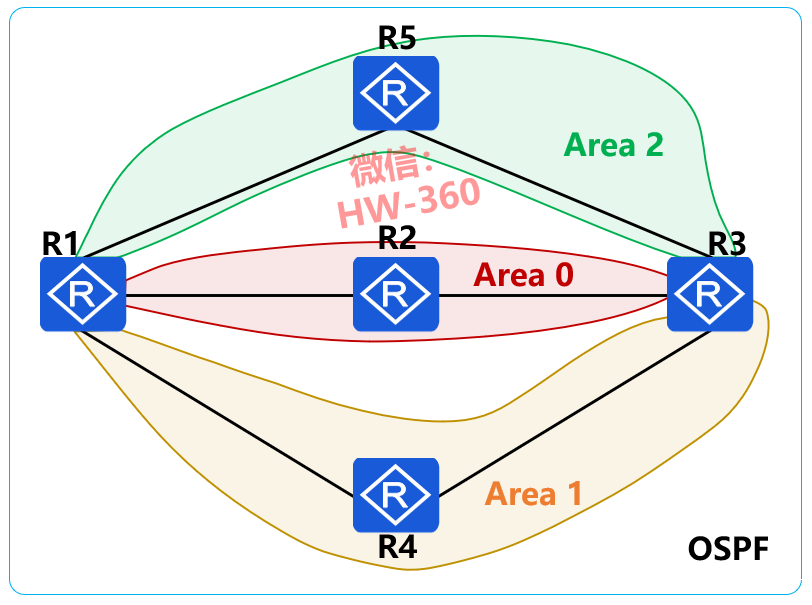 R5
Area 2
微信：
HW-360
R1
R2
R3
Area 0
Area 1
R4
OSPF